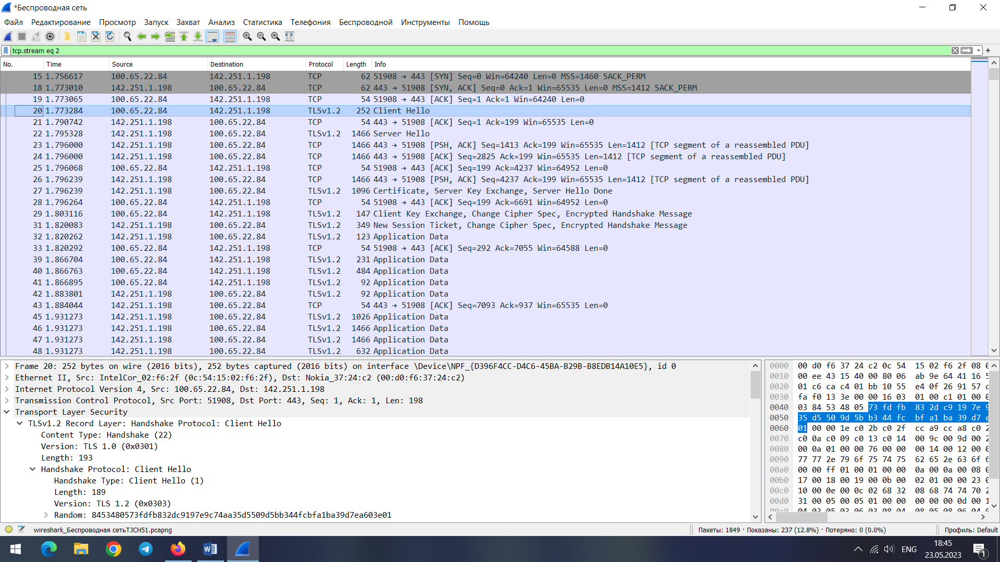 *Беспроводная сеть
Файл Редактирование Просмотр Запуск Захват Анализ Статистика Телефония Беспроводной Инструменты Помощь
tcp.stream eq 2
No. Time Source Destination Protocol Length Info
15 1.756617 100.65.22.84 142.251.1.198 TCP 62 51908 → 443 [SYN] Seq=0 Win=64240 Len=0 MSS=1460 SACK_PERM
18 1.773010 142.251.1.198 100.65.22.84 TCP 62 443 → 51908 [SYN, ACK] Seq=0 Ack=1 Win=65535 Len=0 MSS=1412 SACK_PERM
19 1.773065 100.65.22.84 142.251.1.198 TCP 54 51908 → 443 [ACK] Seq=1 Ack=1 Win=64240 Len=0
20 1.773284 100.65.22.84 142.251.1.198 TLSv1.2 252 Client Hello
21 1.790742 142.251.1.198 100.65.22.84 TCP 54 443 → 51908 [ACK] Seq=1 Ack=199 Win=65535 Len=0
22 1.795328 142.251.1.198 100.65.22.84 TLSv1.2 1466 Server Hello
23 1.796000 142.251.1.198 100.65.22.84 TCP 1466 443 → 51908 [PSH, ACK] Seq=1413 Ack=199 Win=65535 Len=1412 [TCP segment of a reassembled PDU]
24 1.796000 142.251.1.198 100.65.22.84 TCP 1466 443 → 51908 [ACK] Seq=2825 Ack=199 Win=65535 Len=1412 [TCP segment of a reassembled PDU]
25 1.796068 100.65.22.84 142.251.1.198 TCP 54 51908 → 443 [ACK] Seq=199 Ack=4237 Win=64952 Len=0
26 1.796239 142.251.1.198 100.65.22.84 TCP 1466 443 → 51908 [PSH, ACK] Seq=4237 Ack=199 Win=65535 Len=1412 [TCP segment of a reassembled PDU]
27 1.796239 142.251.1.198 100.65.22.84 TLSv1.2 1096 Certificate, Server Key Exchange, Server Hello Done
28 1.796264 100.65.22.84 142.251.1.198 TCP 54 51908 → 443 [ACK] Seq=199 Ack=6691 Win=64952 Len=0
29 1.803116 100.65.22.84 142.251.1.198 TLSv1.2 147 Client Key Exchange, Change Cipher Spec, Encrypted Handshake Message
31 1.820083 142.251.1.198 100.65.22.84 TLSv1.2 349 New Session Ticket, Change Cipher Spec, Encrypted Handshake Message
32 1.820262 142.251.1.198 100.65.22.84 TLSv1.2 123 Application Data
33 1.820292 100.65.22.84 142.251.1.198 TCP 54 51908 → 443 [ACK] Seq=292 Ack=7055 Win=64588 Len=0
39 1.866704 100.65.22.84 142.251.1.198 TLSv1.2 231 Application Data
40 1.866763 100.65.22.84 142.251.1.198 TLSv1.2 484 Application Data
41 1.866895 100.65.22.84 142.251.1.198 TLSv1.2 92 Application Data
42 1.883801 142.251.1.198 100.65.22.84 TLSv1.2 92 Application Data
43 1.884044 142.251.1.198 100.65.22.84 TCP 54 443 → 51908 [ACK] Seq=7093 Ack=937 Win=65535 Len=0
45 1.931273 142.251.1.198 100.65.22.84 TLSv1.2 1026 Application Data
46 1.931273 142.251.1.198 100.65.22.84 TLSv1.2 1466 Application Data
47 1.931273 142.251.1.198 100.65.22.84 TLSv1.2 1466 Application Data
48 1.931273 142.251.1.198 100.65.22.84 TLSv1.2 632 Application Data
Frame 20: 252 bytes on wire (2016 bits), 252 bytes captured (2016 bits) on interface \Device\NPF_{D396F4CC-D4C6-45BA-B29B-B8EDB14A10E5}, id 0
Ethernet II, Src: IntelCor_02:f6:2f (0c:54:15:02:f6:2f), Dst: Nokia_37:24:c2 (00:d0:f6:37:24:c2)
Internet Protocol Version 4, Src: 100.65.22.84, Dst: 142.251.1.198
Transmission Control Protocol, Src Port: 51908, Dst Port: 443, Seq: 1, Ack: 1, Len: 198
Transport Layer Security
TLSv1.2 Record Layer: Handshake Protocol: Client Hello
Content Type: Handshake (22)
Version: TLS 1.0 (0x0301)
Length: 193
Handshake Protocol: Client Hello
Handshake Type: Client Hello (1)
Length: 189
Version: TLS 1.2 (0x0303)
Random: 8453480573fdfb832dc9197e9c74aa35d5509d5bb344fcbfa1ba39d7ea603e01
0000 00 d0 f6 37 24 c2 0c 54 15 02 f6 2f 08 0
0010 00 ee 43 15 40 00 80 06 ab 9e 64 41 16 5
0020 01 c6 ca c4 01 bb 10 55 e4 0f 26 91 57
0030 fa f0 13 3e 00 00 16 03 01 00 c1 01 00 0
0040 03 84 53 48 05 73 fd fb 83 2d c9 19 7e 9
0050 35 d5 50 9d 5b b3 44 fc bf a1 ba 39 d7 e
0060 01 00 00 1e c0 2b c0 2f cc a9 cc a8 c0 2
0070 c0 0a c0 09 c0 13 c0 14 00 9c 00 9d 00 2
0080 00 0a 01 00 00 76 00 00 00 14 00 12 00 0
0090 77 77 2e 79 6f 75 74 75 62 65 2e 63 6f 6
00a0 00 00 ff 01 00 01 00 00 0a 00 0a 00 08 0
00b0 17 00 18 00 19 00 0b 00 02 01 00 00 23 0
00c0 10 00 0e 00 0c 02 68 32 08 68 74 74 70 2
00d0 31 00 05 00 05 01 00 00 00 00 00 0d 00 1
wireshark_Беспроводная сетьTJCH51.pcapng
Пакеты: 1849 · Показаны: 237 (12.8%) · Потеряно: 0 (0.0%)
Профиль: Default
ENG
18:45
23.05.2023
1